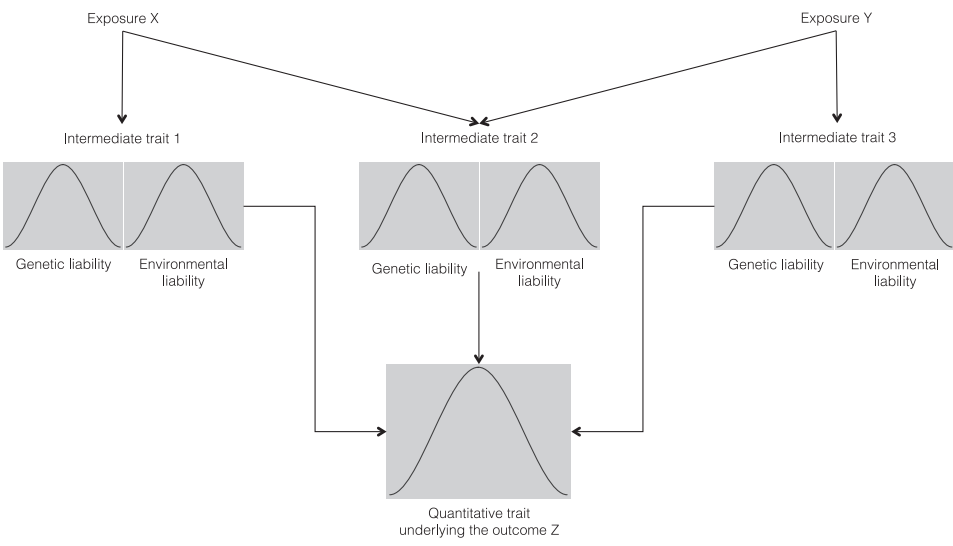 Exposure X
Exposure Y
Intermediate trait 1
Intermediate trait 2
Intermediate trait 3
Genetic liability
Environmental
liability
Genetic liability
Environmental
liability
Genetic liability
Environmental
liability
Quantitative trait
underlying the outcome Z